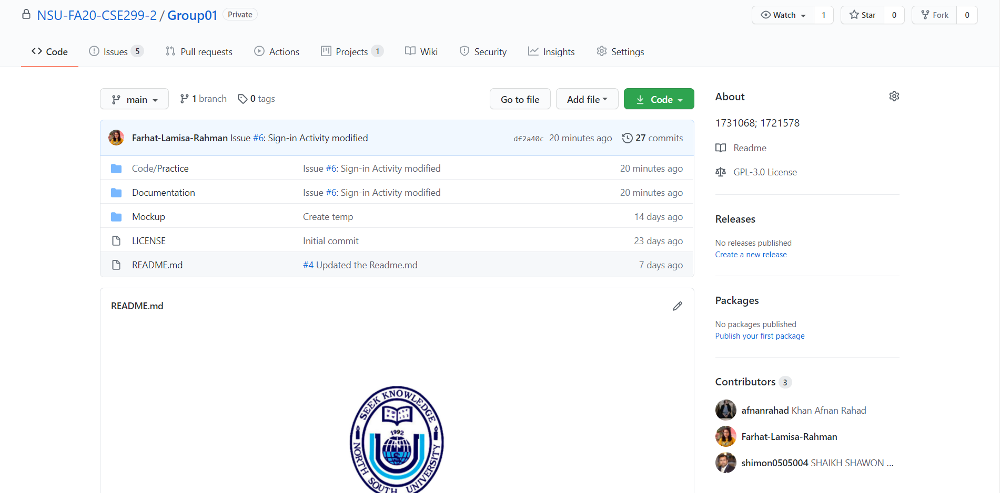 NSU-FA20-CSE299-2 / Group01 Private Watch 1 Star 0 Fork 0
Code Issues 5 Pull requests Actions Projects 1 Wiki Security Insights Settings
main 1 branch 0 tags Go to file Add file Code
Farhat-Lamisa-Rahman Issue #6: Sign-in Activity modified df2a40c 20 minutes ago 27 commits
Code/Practice Issue #6: Sign-in Activity modified 20 minutes ago
Documentation Issue #6: Sign-in Activity modified 20 minutes ago
Mockup Create temp 14 days ago
LICENSE Initial commit 23 days ago
README.md #4 Updated the Readme.md 7 days ago
README.md
SEEK KNOWLEDGE
1992
NORTH SOUTH UNIVERSITY
About
1731068; 1721578
Readme
GPL-3.0 License
Releases
No releases published
Create a new release
Packages
No packages published
Publish your first package
Contributors 3
afnanrahad Khan Afnan Rahad
Farhat-Lamisa-Rahman
shimon0505004 SHAIKH SHAWON ...